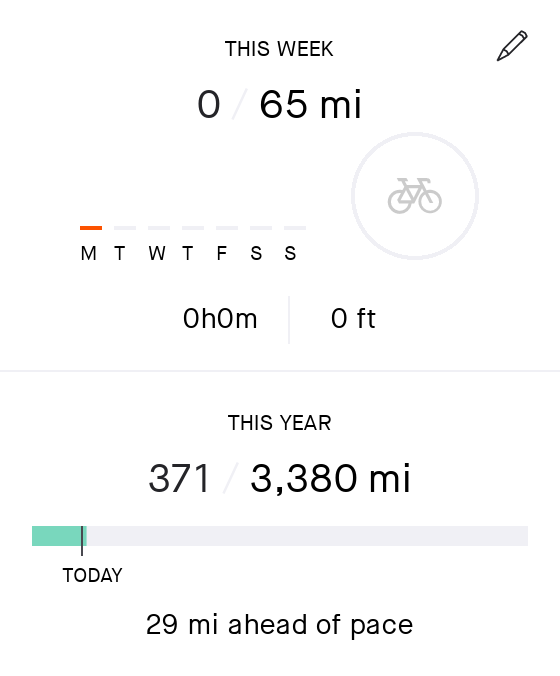 THIS WEEK
0 / 65 mi
M T W T F S S
0h0m 0 ft
THIS YEAR
371 / 3,380 mi
TODAY
29 mi ahead of pace